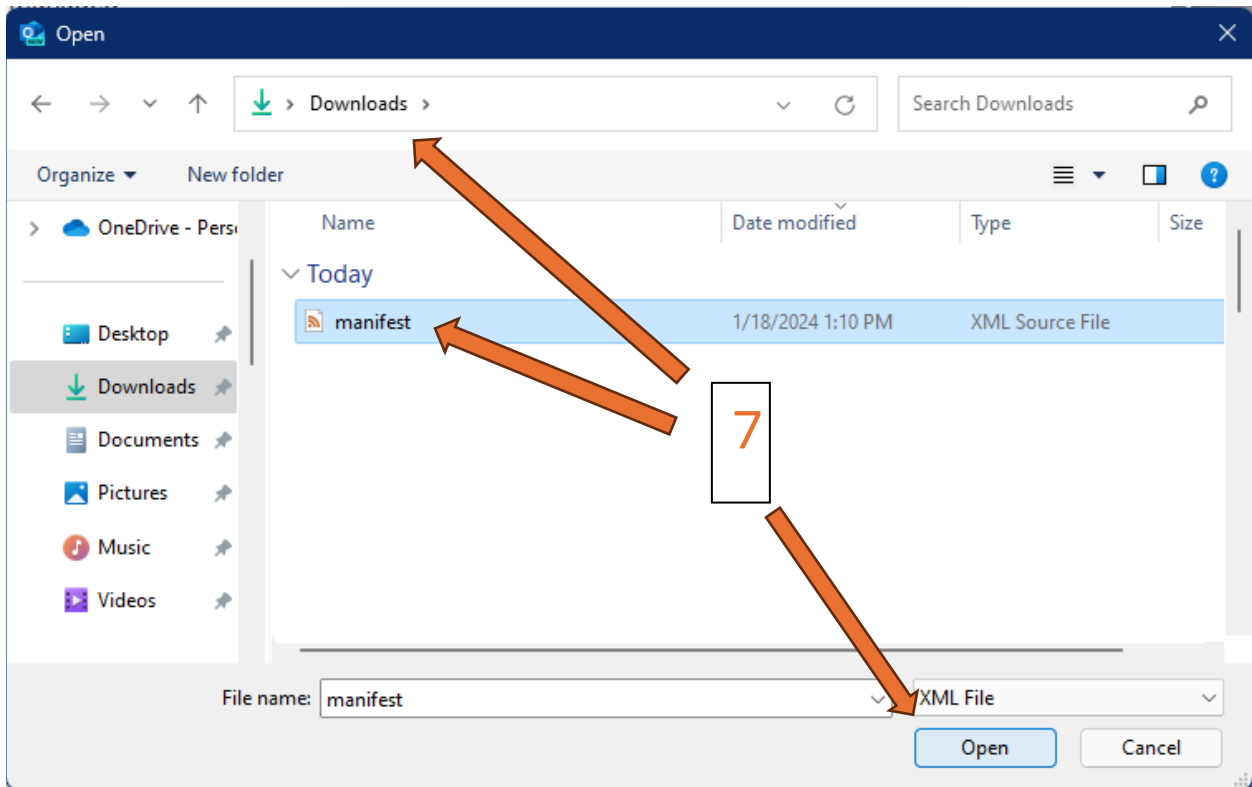 Open
Downloads
Search Downloads
Organize New folder
OneDrive - Pers
Name Date modified Type Size
Today
manifest 1/18/2024 1:10 PM XML Source File
Desktop
Downloads
Documents
Pictures
Music
Videos
7
File name: manifest XML File
Open Cancel